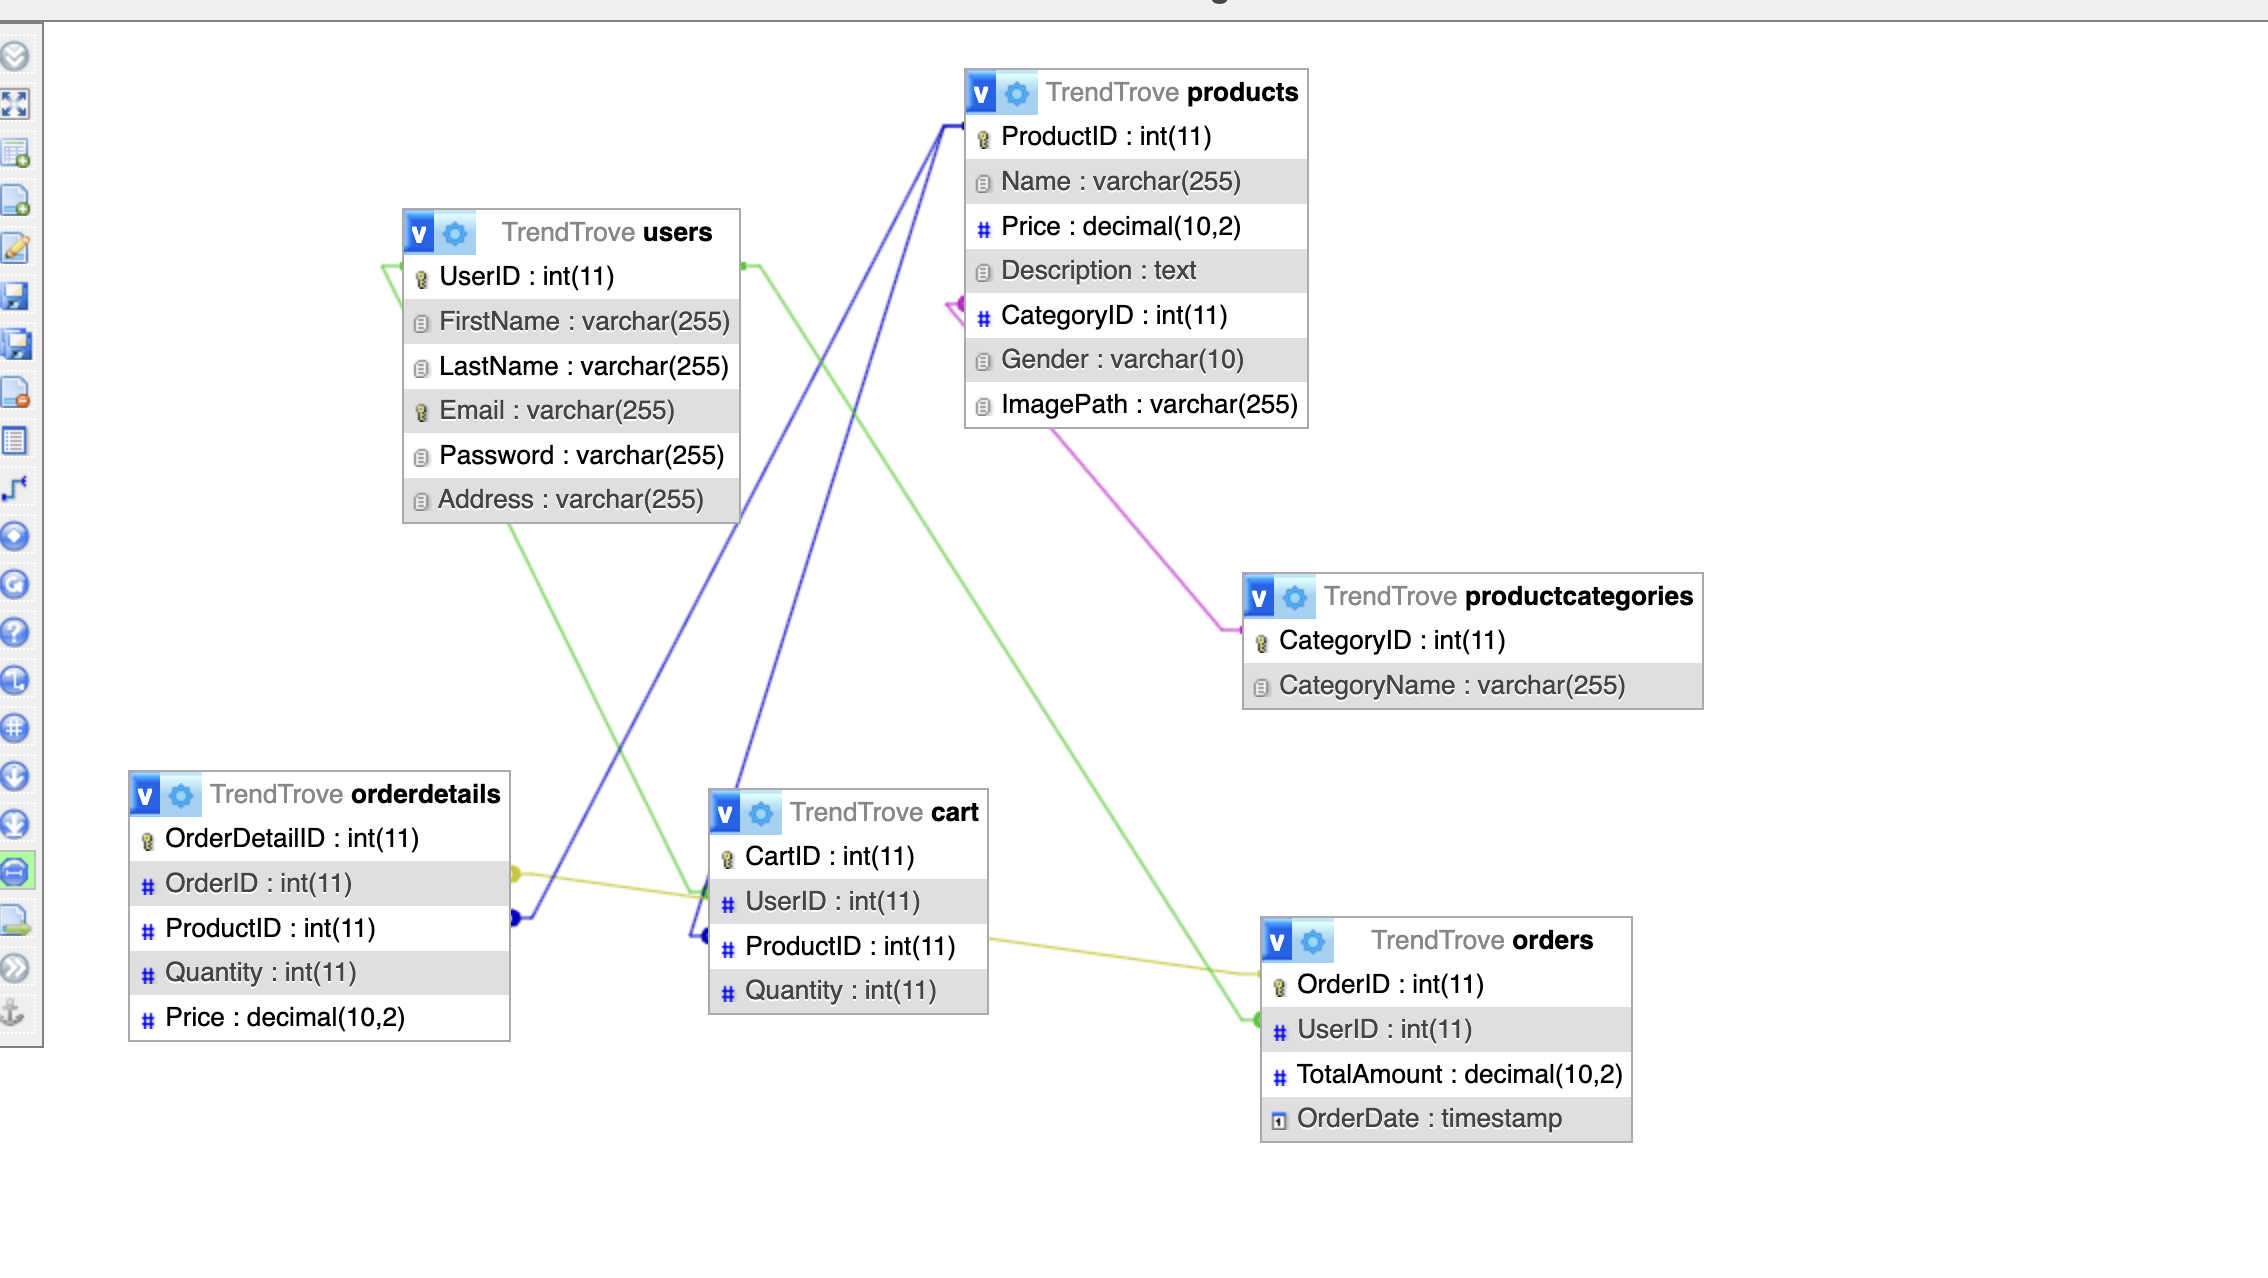 TrendTrove products
ProductID : int(11)
Name : varchar(255)
Price : decimal(10,2)
Description : text
CategoryID : int(11)
Gender : varchar(10)
ImagePath : varchar(255)
TrendTrove users
UserID : int(11)
FirstName : varchar(255)
LastName : varchar(255)
Email : varchar(255)
Password : varchar(255)
Address : varchar(255)
TrendTrove productcategories
CategoryID : int(11)
CategoryName : varchar(255)
TrendTrove orderdetails
OrderDetailID : int(11)
OrderID : int(11)
ProductID : int(11)
Quantity : int(11)
Price : decimal(10,2)
TrendTrove cart
CartID : int(11)
UserID : int(11)
ProductID : int(11)
Quantity : int(11)
TrendTrove orders
OrderID : int(11)
UserID : int(11)
TotalAmount : decimal(10,2)
OrderDate : timestamp